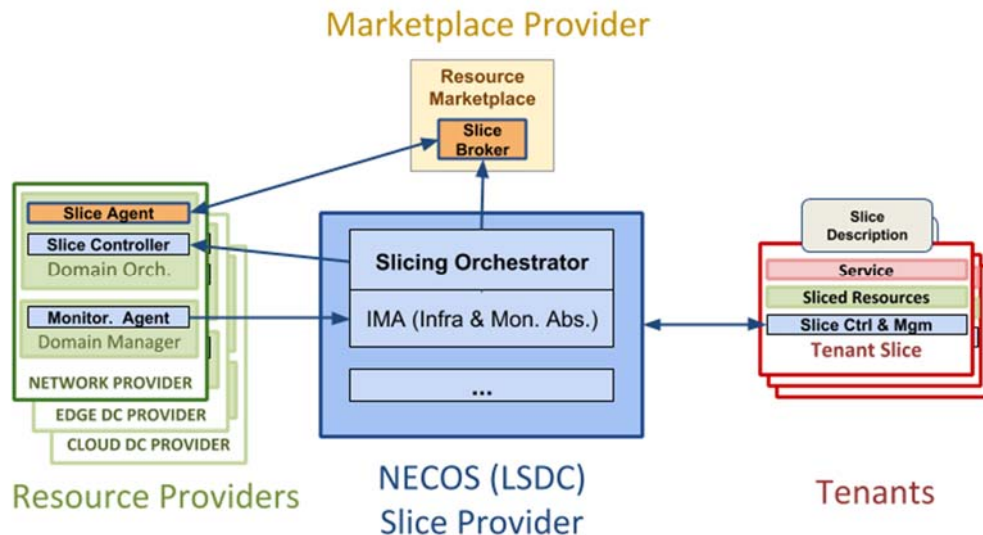 Marketplace Provider
Resource
Marketplace
Slice
Broker
Slice Agent
Slice Controller
Domain Orch.
Monitor. Agent
Domain Manager
NETWORK PROVIDER
EDGE DC PROVIDER
CLOUD DC PROVIDER
Resource Providers
Slicing Orchestrator
IMA (Infra & Mon. Abs.)
...
NECOS (LSDC)
Slice Provider
Slice
Description
Service
Sliced Resources
Slice Ctrl & Mgm
Tenant Slice
Tenants